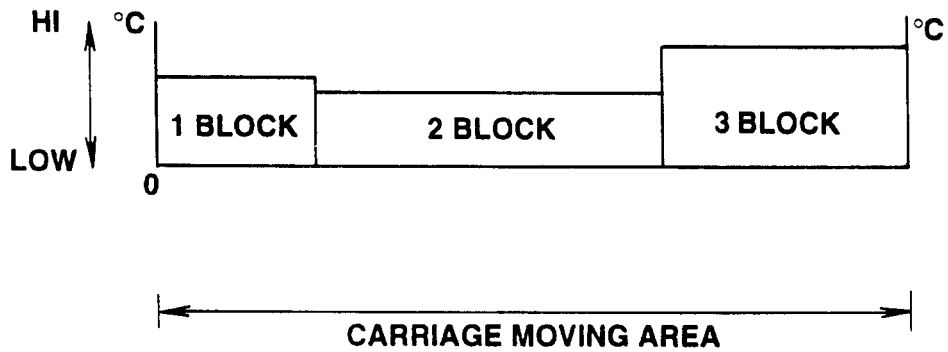 HI °C °C
1 BLOCK 2 BLOCK 3 BLOCK
LOW
0
CARRIAGE MOVING AREA